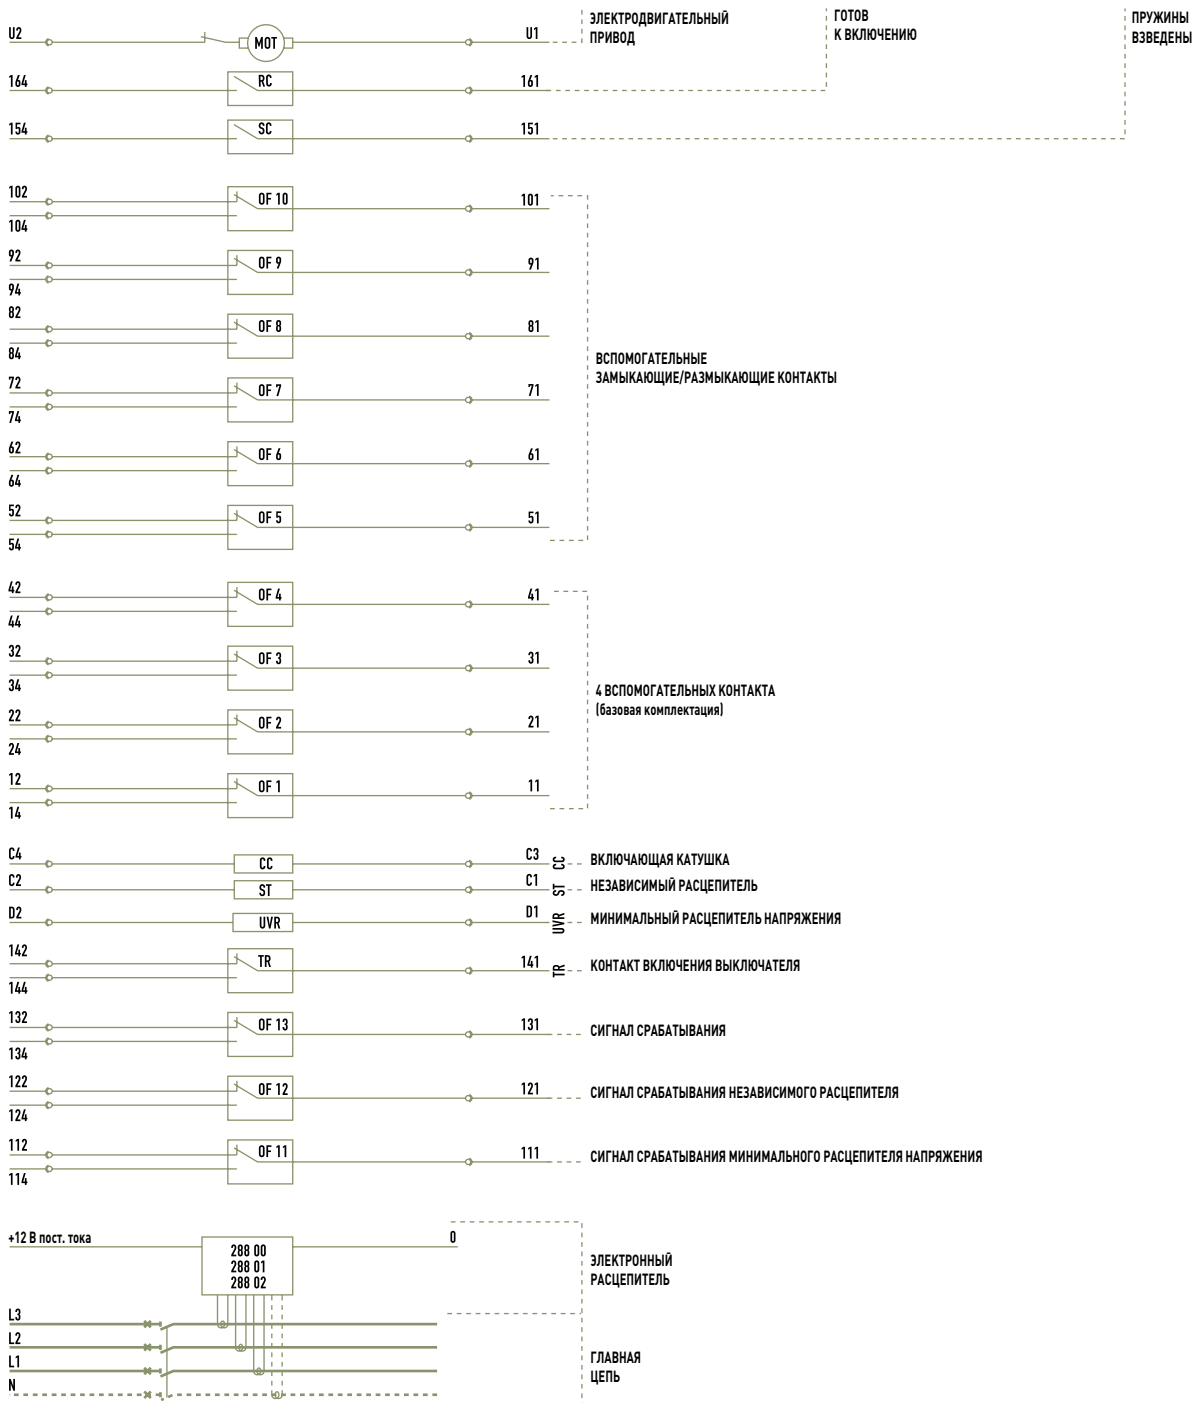 U2
MOT
U1
ЭЛЕКТРОДВИГАТЕЛЬНЫЙ
ПРИВОД
ГОТОВ
К ВКЛЮЧЕНИЮ
ПРУЖИНЫ
ВЗВЕДЕНЫ
164
RC
161
154
SC
151
102
OF 10
101
104
92
OF 9
91
94
82
OF 8
81
84
ВСПОМОГАТЕЛЬНЫЕ
ЗАМЫКАЮЩИЕ/РАЗМЫКАЮЩИЕ КОНТАКТЫ
72
OF 7
71
74
62
OF 6
61
64
52
OF 5
51
54
42
OF 4
41
44
32
OF 3
31
34
4 ВСПОМОГАТЕЛЬНЫХ КОНТАКТА
(базовая комплектация)
22
OF 2
21
24
12
OF 1
11
14
C4
CC
C3
CC
ВКЛЮЧАЮЩАЯ КАТУШКА
C2
ST
C1
ST
НЕЗАВИСИМЫЙ РАСЦЕПИТЕЛЬ
D2
UVR
D1
UVR
МИНИМАЛЬНЫЙ РАСЦЕПИТЕЛЬ НАПРЯЖЕНИЯ
142
TR
141
TR
КОНТАКТ ВКЛЮЧЕНИЯ ВЫКЛЮЧАТЕЛЯ
144
132
OF 13
131
СИГНАЛ СРАБАТЫВАНИЯ
134
122
OF 12
121
СИГНАЛ СРАБАТЫВАНИЯ НЕЗАВИСИМОГО РАСЦЕПИТЕЛЯ
124
112
OF 11
111
СИГНАЛ СРАБАТЫВАНИЯ МИНИМАЛЬНОГО РАСЦЕПИТЕЛЯ НАПРЯЖЕНИЯ
114
+12 В пост. тока
288 00
288 01
288 02
0
ЭЛЕКТРОННЫЙ
РАСЦЕПИТЕЛЬ
L3
L2
L1
N
ГЛАВНАЯ
ЦЕПЬ